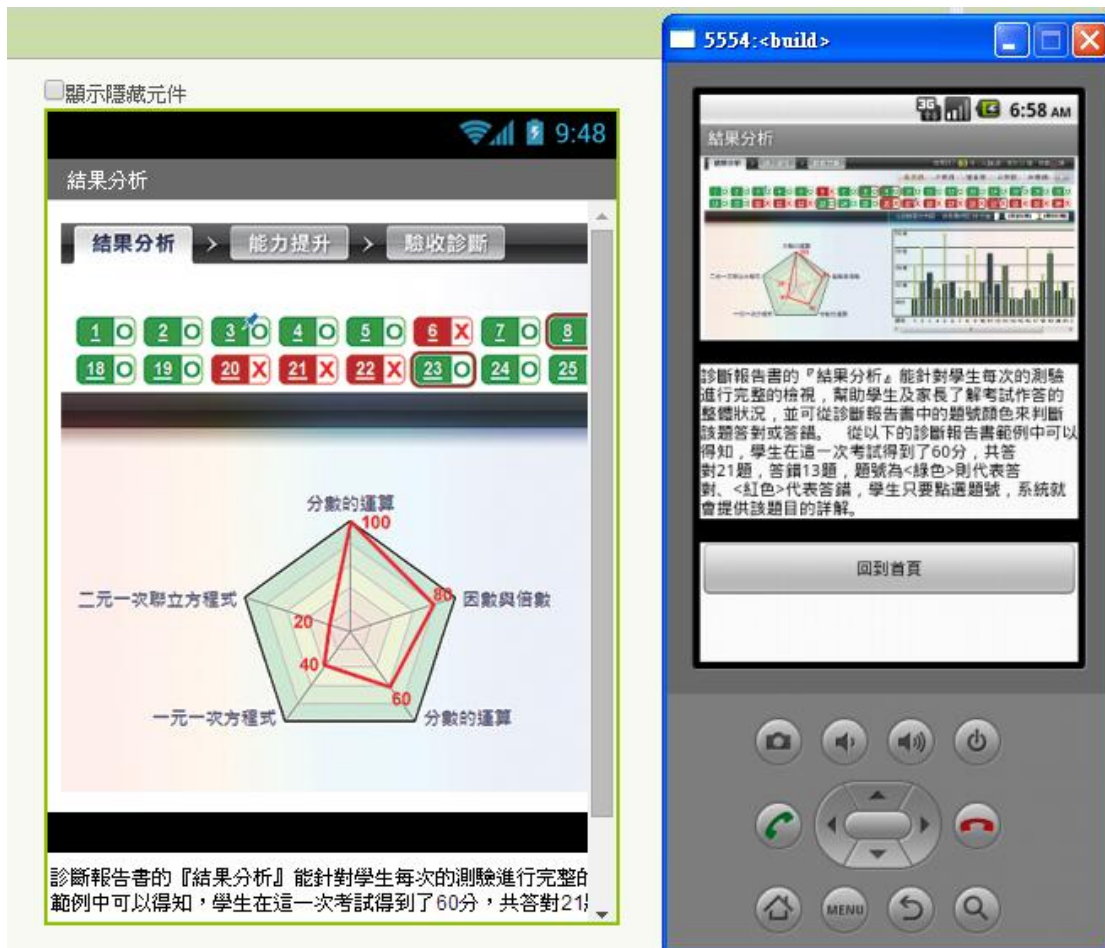 顯示隱藏元件
9:48
結果分析
結果分析 > 能力提升 > 驗收診斷
1 O 2 O 3 O 4 O 5 O 6 X 7 O 8
18 O 19 O 20 X 21 X 22 X 23 O 24 O 25
分數的運算
100
二元一次聯立方程式
80 因數與倍數
20
40
60
一元一次方程式
分數的運算
診斷報告書的『結果分析』能針對學生每次的測驗進行完整的
範例中可以得知,學生在這一次考試得到了60分,共答對21
5554:<build>
3G 6:58 AM
結果分析
診斷報告書的『結果分析』能針對學生每次的測驗
進行完整的檢視,幫助學生及家長了解考試作答的
整體狀況,並可從診斷報告書中的題號顏色來判斷
該題答對或答錯。 從以下的診斷報告書範例中可以
得知,學生在這一次考試得到了60分,共答
對21題,答錯13題,題號為<綠色>則代表答
對、<紅色>代表答錯,學生只要點選題號,系統就
會提供該題目的詳解。
回到首頁
MENU